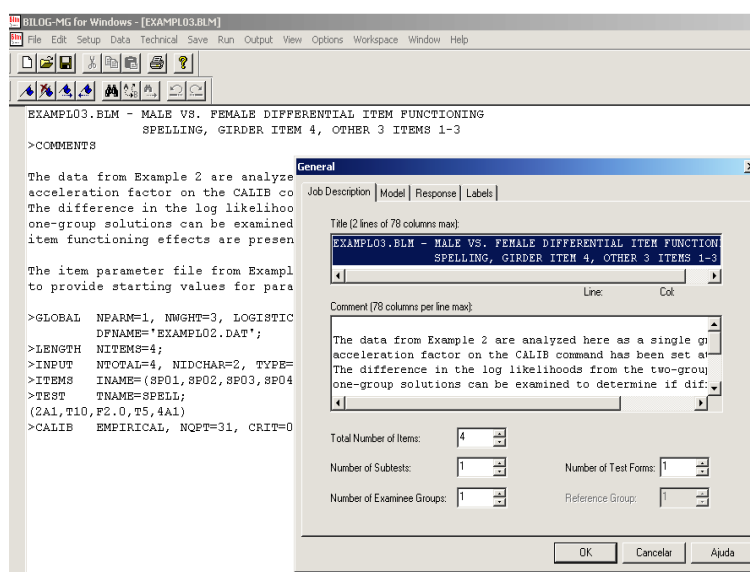 BILOG-MG for Windows - [EXAMPL03.BLM]
File Edit Setup Data Technical Save Run Output View Options Workspace Window Help
EXAMPL03.BLM - MALE VS. FEMALE DIFFERENTIAL ITEM FUNCTIONING
SPELLING, GIRDER ITEM 4, OTHER 3 ITEMS 1-3
>COMMENTS
The data from Example 2 are analyze
acceleration factor on the CALIB co
The difference in the log likelihoo
one-group solutions can be examined
item functioning effects are presen
The item parameter file from Exampl
to provide starting values for para
>GLOBAL NPARM=1, NWGHT=3, LOGISTIC
DFNAME='EXAMPL02.DAT';
>LENGTH NITEMS=4;
>INPUT NTOTAL=4, NIDCHAR=2, TYPE=
>ITEMS INAME=(SP01,SP02,SP03,SP04
>TEST TNAME=SPELL;
(2A1,T10,F2.0,T5,4A1)
>CALIB EMPIRICAL, NQPT=31, CRIT=0
General
Job Description Model Response Labels
Title (2 lines of 78 columns max):
EXAMPL03.BLM - MALE VS. FEMALE DIFFERENTIAL ITEM FUNCTION
SPELLING, GIRDER ITEM 4, OTHER 3 ITEMS 1-3
Line: Col:
Comment (78 columns per line max):
The data from Example 2 are analyzed here as a single g
acceleration factor on the CALIB command has been set a
The difference in the log likelihoods from the two-grou
one-group solutions can be examined to determine if dif
Total Number of Items: 4
Number of Subtests: 1 Number of Test Forms: 1
Number of Examinee Groups: 1 Reference Group: 1
OK Cancelar Ajuda